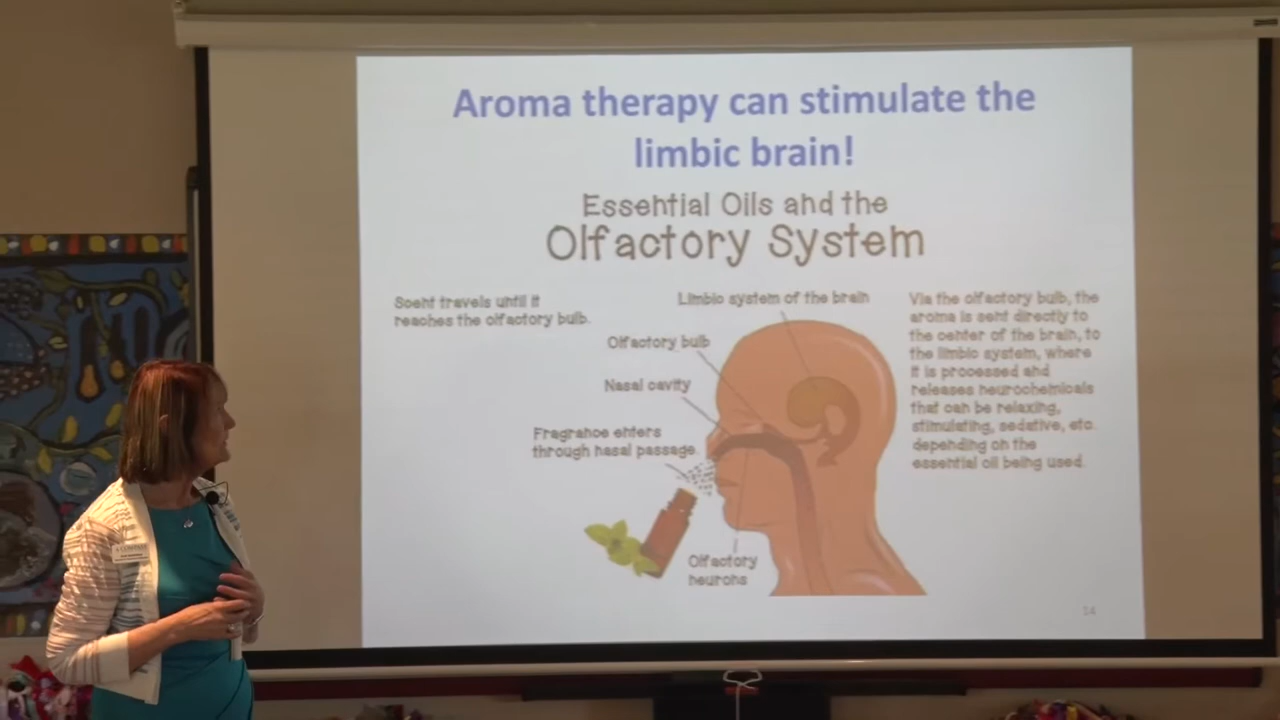 Aroma therapy can stimulate the
limbic brain!
Essential Oils and the
Olfactory System
Scent travels until it
reaches the olfactory bulb.
Limbic system of the brain
Olfactory bulb
Nasal cavity
Fragrance enters
through nasal passage.
Olfactory
neurons
Via the olfactory bulb, the
aroma is sent directly to
the center of the brain, to
the limbic system, where
it is processed and
releases neurochemicals
that can be relaxing,
stimulating, sedative, etc.
depending on the
essential oil being used.
14